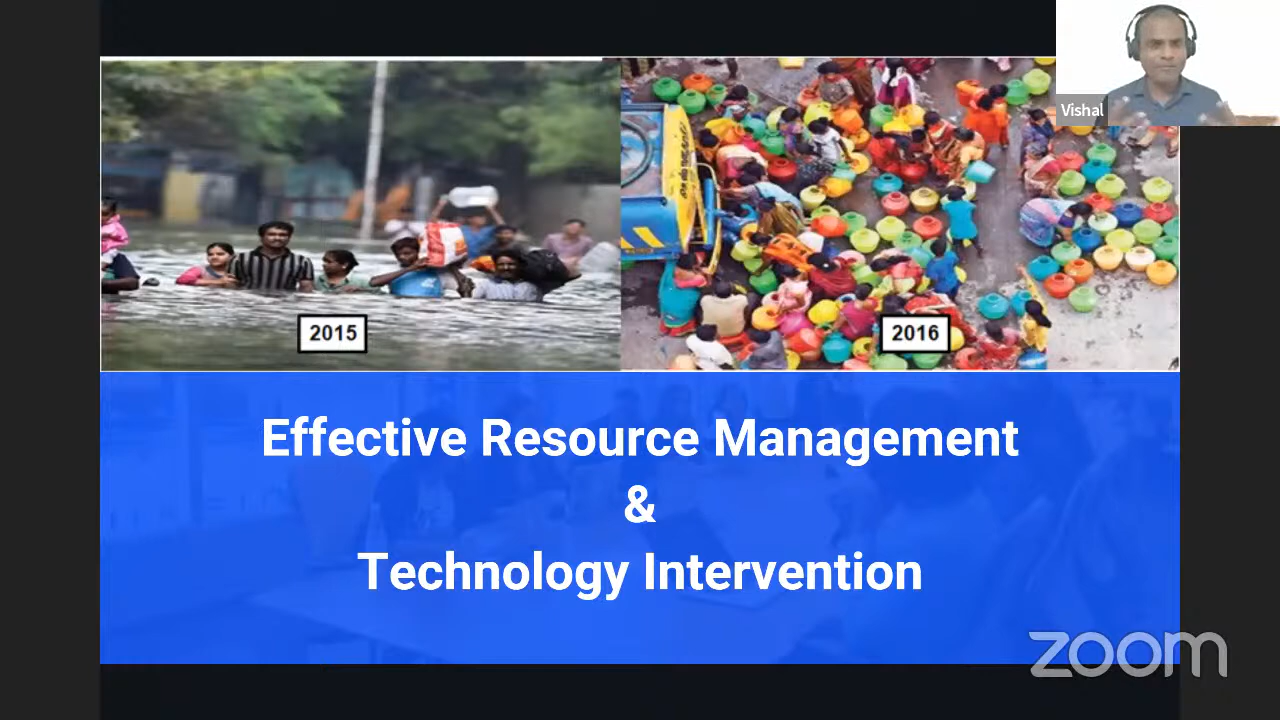 Vishal
2015
2016
Effective Resource Management
&
Technology Intervention
zoom